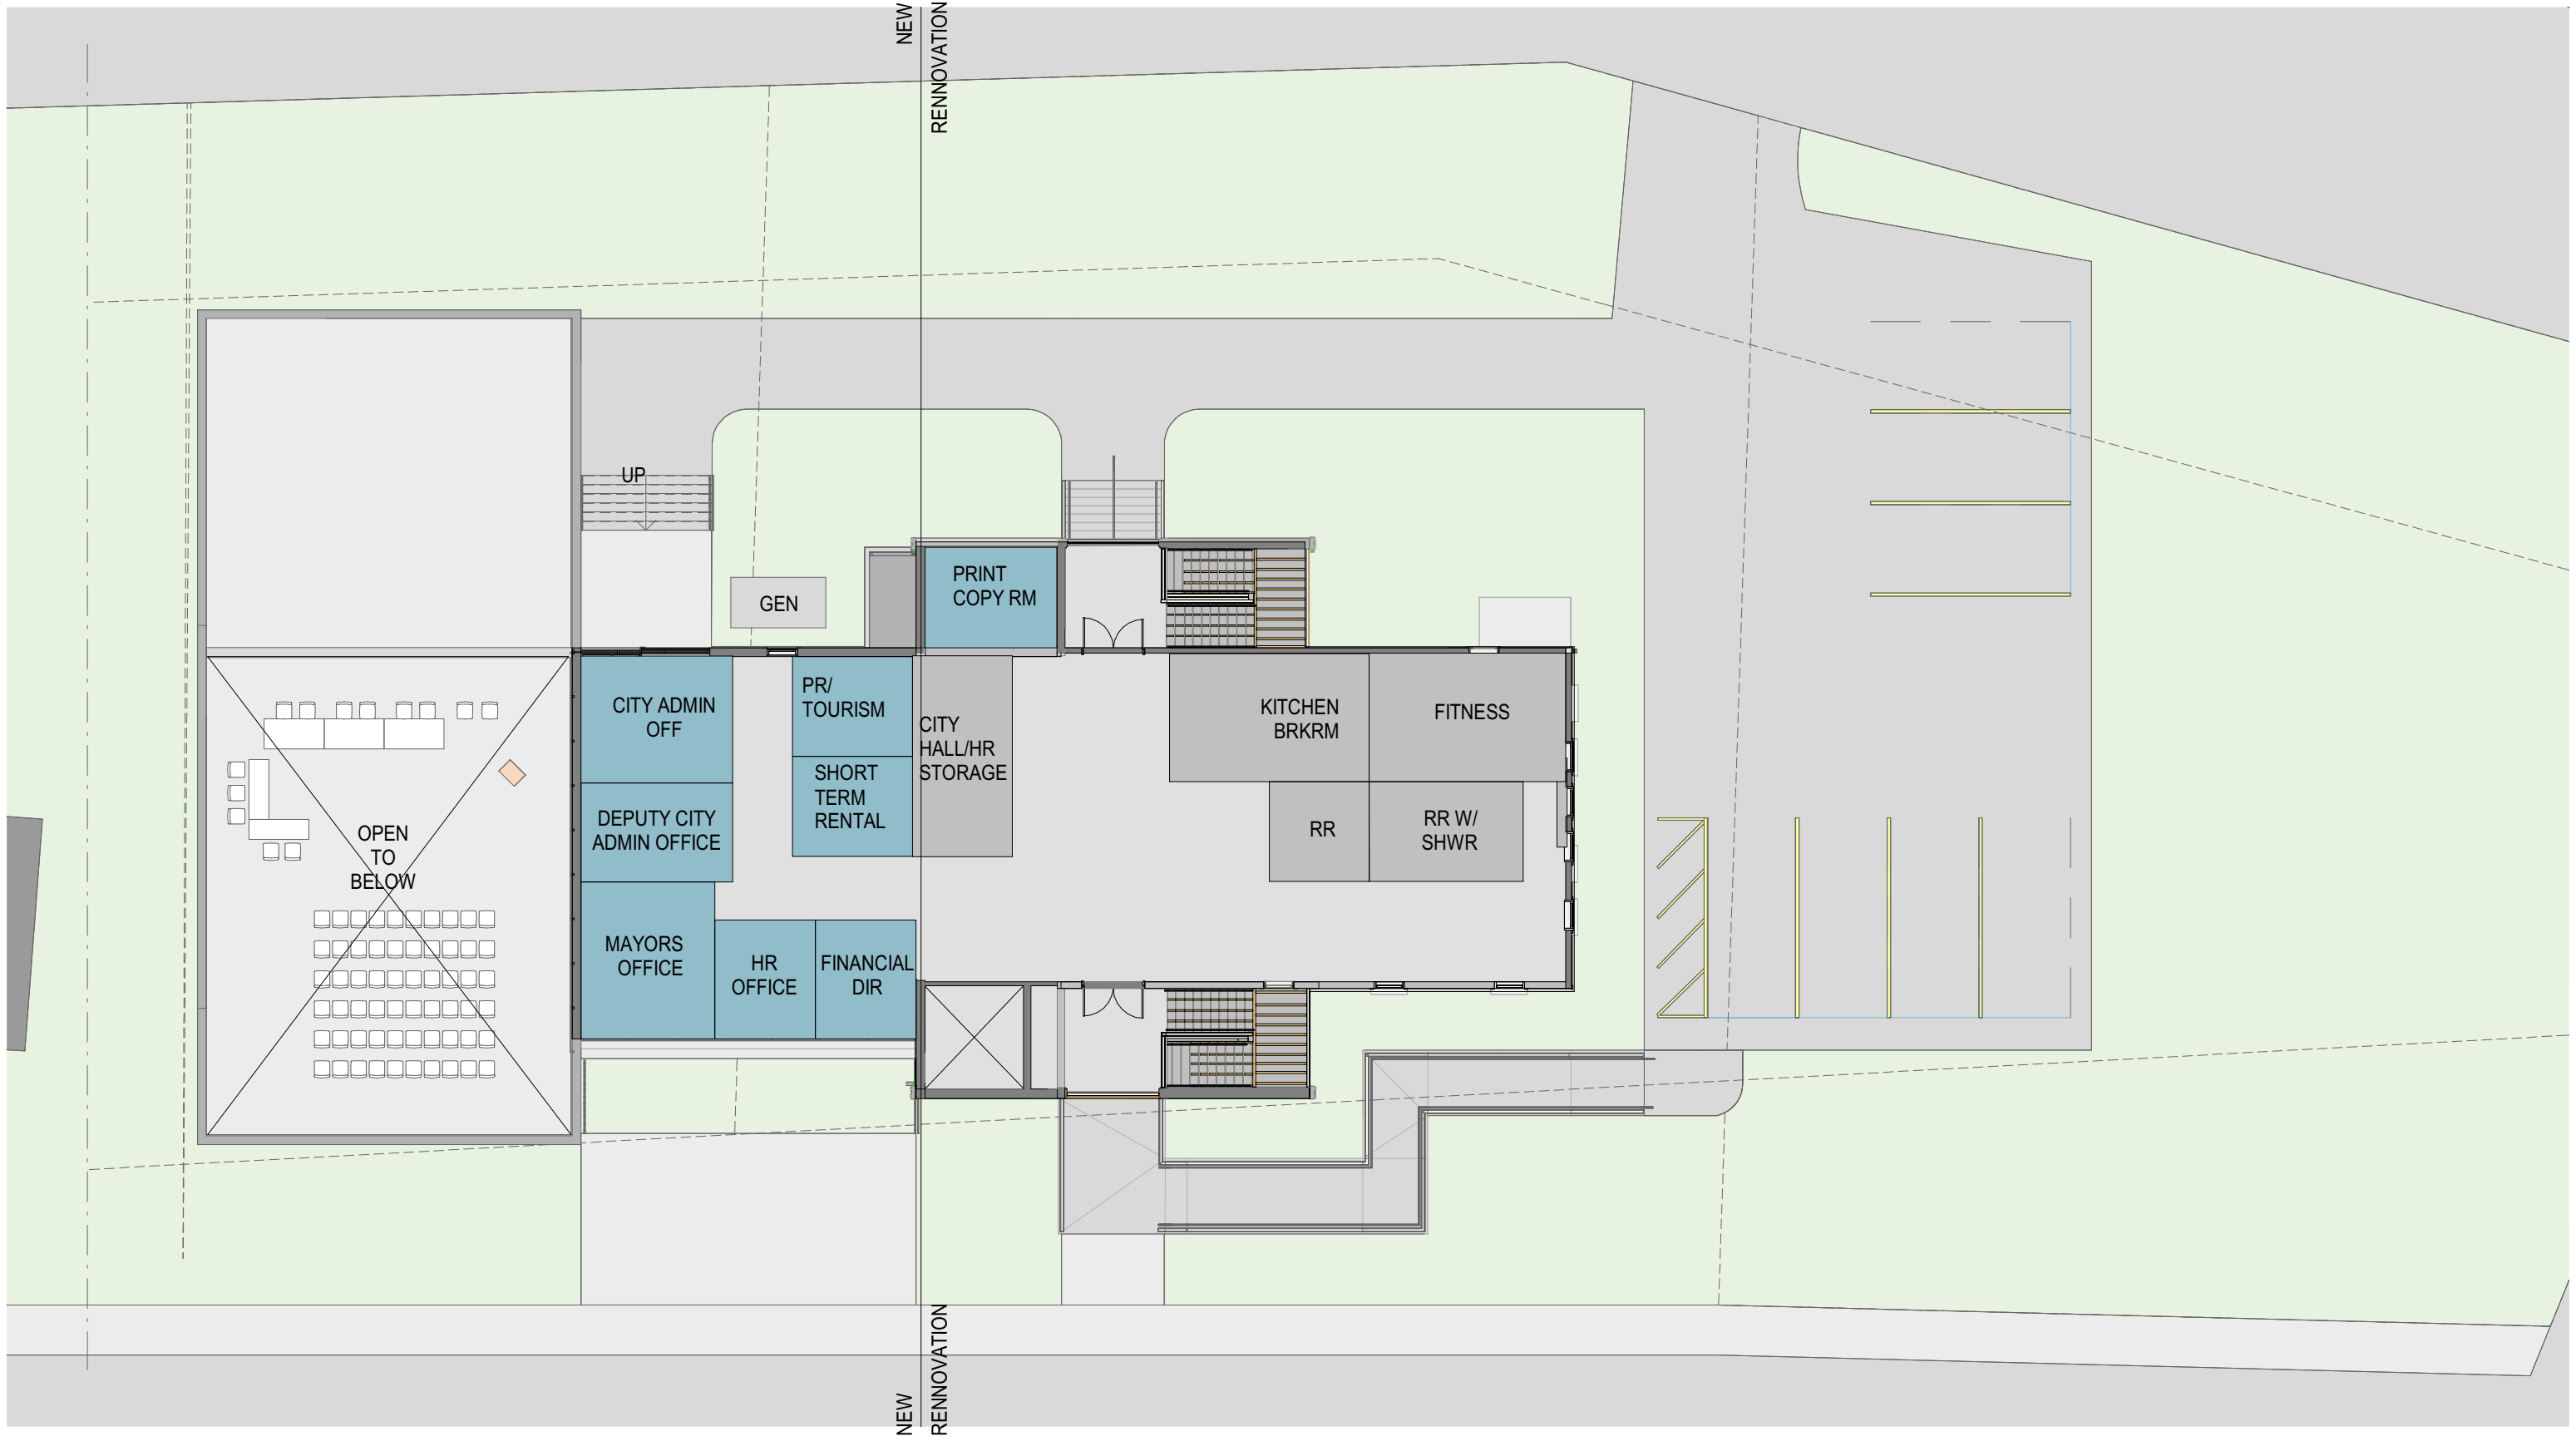 NEW
RENNOVATION
UP
GEN
PRINT
COPY RM
CITY ADMIN
OFF
PR/
TOURISM
CITY
HALL/HR
STORAGE
KITCHEN
BRKRM
FITNESS
SHORT
TERM
RENTAL
DEPUTY CITY
ADMIN OFFICE
RR
RR W/
SHWR
OPEN
TO
BELOW
MAYORS
OFFICE
HR
OFFICE
FINANCIAL
DIR
NEW
RENNOVATION